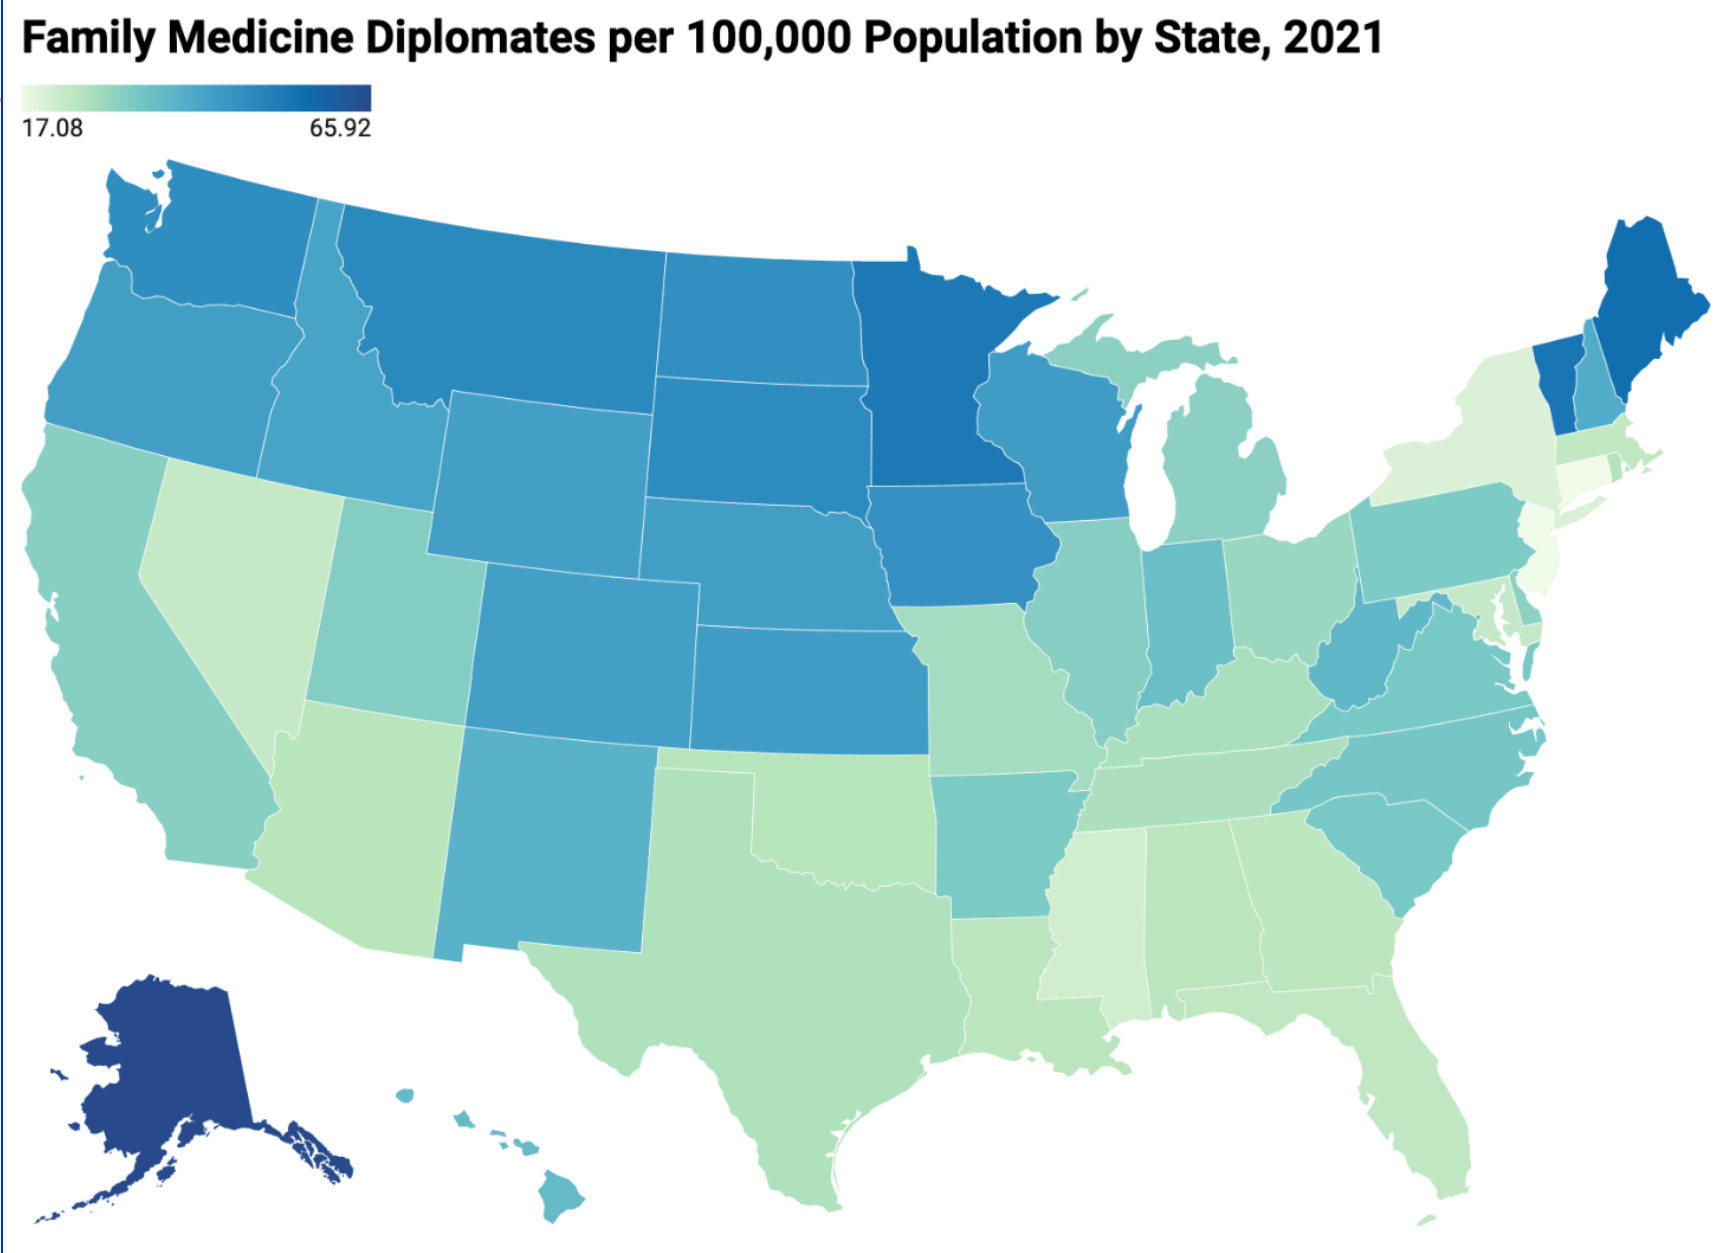 Family Medicine Diplomates per 100,000 Population by State, 2021
17.08 65.92